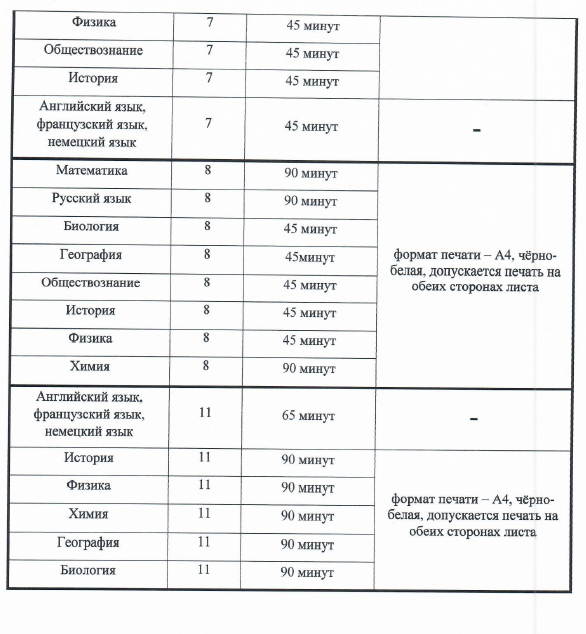 Физика 7 45 минут
Обществознание 7 45 минут
История 7 45 минут
Английский язык,
французский язык,
немецкий язык
7 45 минут –
Математика 8 90 минут
Русский язык 8 90 минут
Биология 8 45 минут
География 8 45минут
Обществознание 8 45 минут
История 8 45 минут
Физика 8 45 минут
Химия 8 90 минут
формат печати – А4, чёрно-
белая, допускается печать на
обеих сторонах листа
Английский язык,
французский язык,
немецкий язык
11 65 минут –
История 11 90 минут
Физика 11 90 минут
Химия 11 90 минут
География 11 90 минут
Биология 11 90 минут
формат печати – А4, чёрно-
белая, допускается печать на
обеих сторонах листа